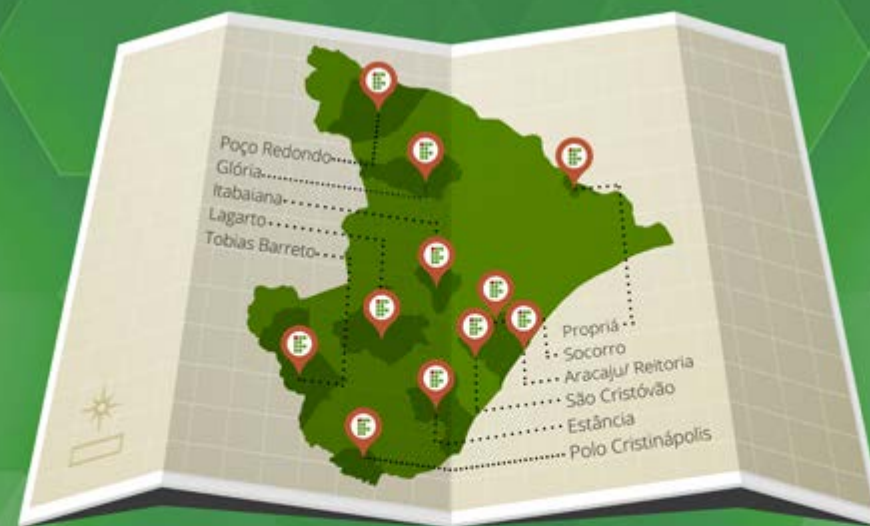 Poço Redondo
Glória
Itabaiana
Lagarto
Tobias Barreto
Propriá
Socorro
Aracaju/ Reitoria
São Cristóvão
Estância
Polo Cristinápolis